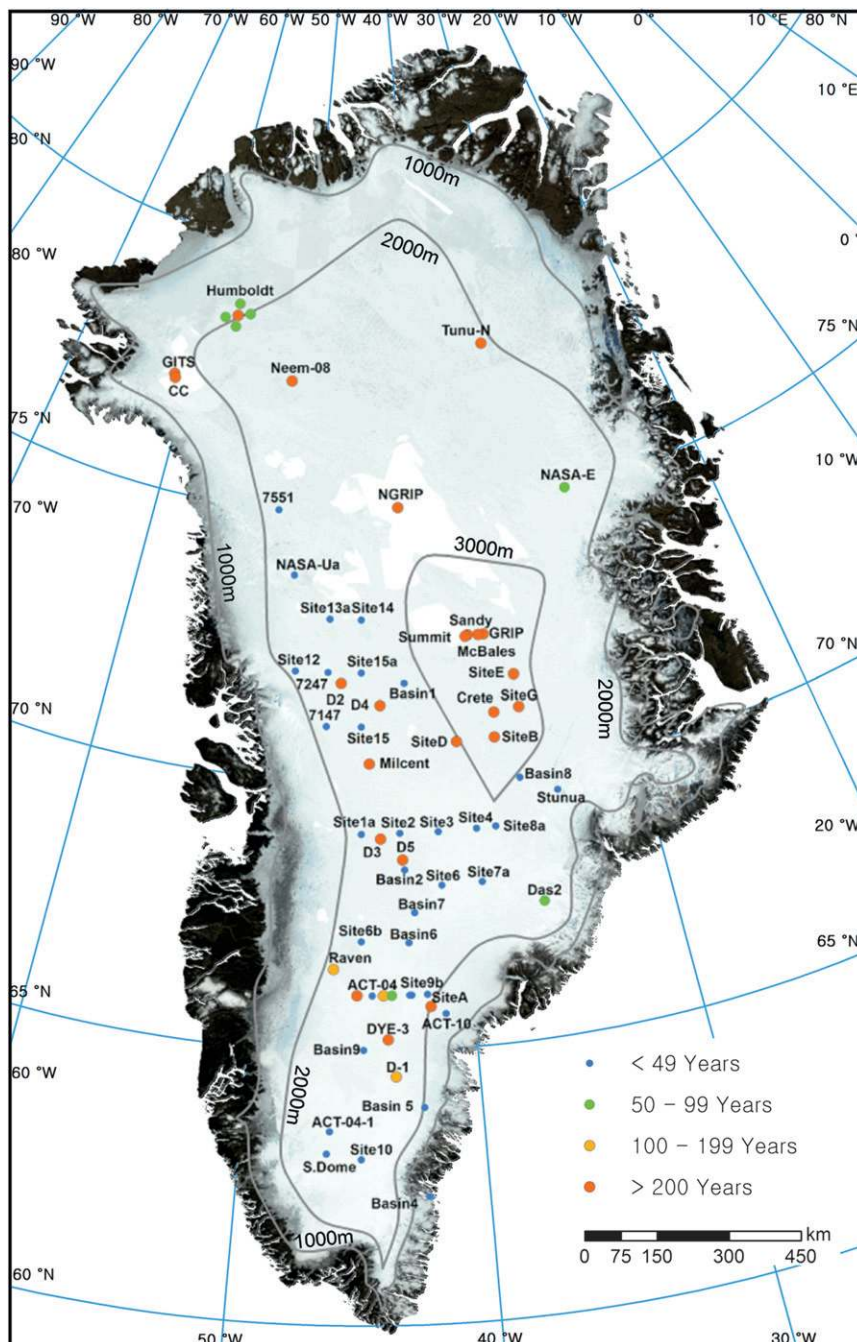 90 °W 80 °W 70 °W 60 °W 50 °W 40 °W 30 °W 20 °W 10 °W 0 ° 10 °E 80 °N
90 °W
10 °E
80 °N
1000m
80 °W
0 °
2000m
Humboldt
75 °N
Tunu-N
GITS
Neem-08
CC
75 °N
10 °W
NASA-E
70 °W
7551
NGRIP
1000m
3000m
NASA-Ua
Site13a Site14
Sandy
Summit GRIP
70 °N
McBales
Site12 Site15a
SiteE
7247
Basin1
2000m
D2 D4
Crete SiteG
70 °N
7147
Site15 SiteD SiteB
Milcent
Basin8
Stunua
Site1a Site2 Site3 Site4 Site8a
20 °W
D3 D5
Basin2 Site6 Site7a
Das2
Basin7
Site6b Basin6
65 °N
Raven
ACT-04 Site9b
65 °N
SiteA
ACT-10
DYE-3
Basin9
60 °W
D-1
< 49 Years
2000m
Basin 5
50 – 99 Years
ACT-04-1
100 – 199 Years
Site10
S.Dome
> 200 Years
Basin4
1000m
km
0 75 150 300 450
60 °N
50 °W 40 °W 30 °W